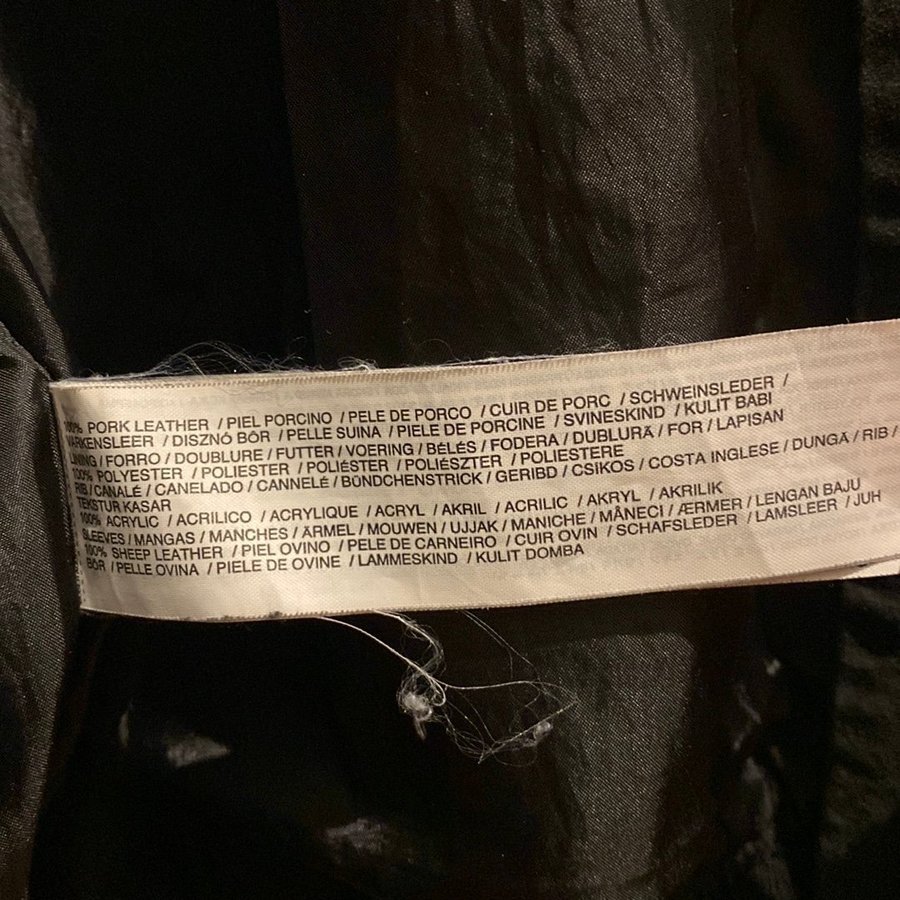 100% PORK LEATHER / PIEL PORCINO / PELE DE PORCO / CUIR DE PORC / SCHWEINSLEDER /
VARKENSLEER / DISZNÓ BÖR / PELLE SUINA / PIELE DE PORCINE / SVINESKIND / KULIT BABI
LINING / FORRO / DOUBLURE / FUTTER / VOERING / BÉLÉS / FODERA / DUBLURĂ / FOR / LAPISAN
100% POLYESTER / POLIESTER / POLIÉSTER / POLIÉSZTER / POLIESTERE
RIB / CANALÉ / CANELADO / CANNELÉ / BÜNDCHENSTRICK / GERIBD / CSIKOS / COSTA INGLESE / DUNGĂ / RIB /
TEKSTUR KASAR
100% ACRYLIC / ACRÍLICO / ACRYLIQUE / ACRYL / AKRIL / ACRILIC / AKRYL / AKRILIK
SLEEVES / MANGAS / MANCHES / ÄRMEL / MOUWEN / UJJAK / MANICHE / MÂNECI / ÆRMER / LENGAN BAJU
100% SHEEP LEATHER / PIEL OVINO / PELE DE CARNEIRO / CUIR OVIN / SCHAFSLEDER / LAMSLEER / JUH
BÖR / PELLE OVINA / PIELE DE OVINE / LAMMESKIND / KULIT DOMBA